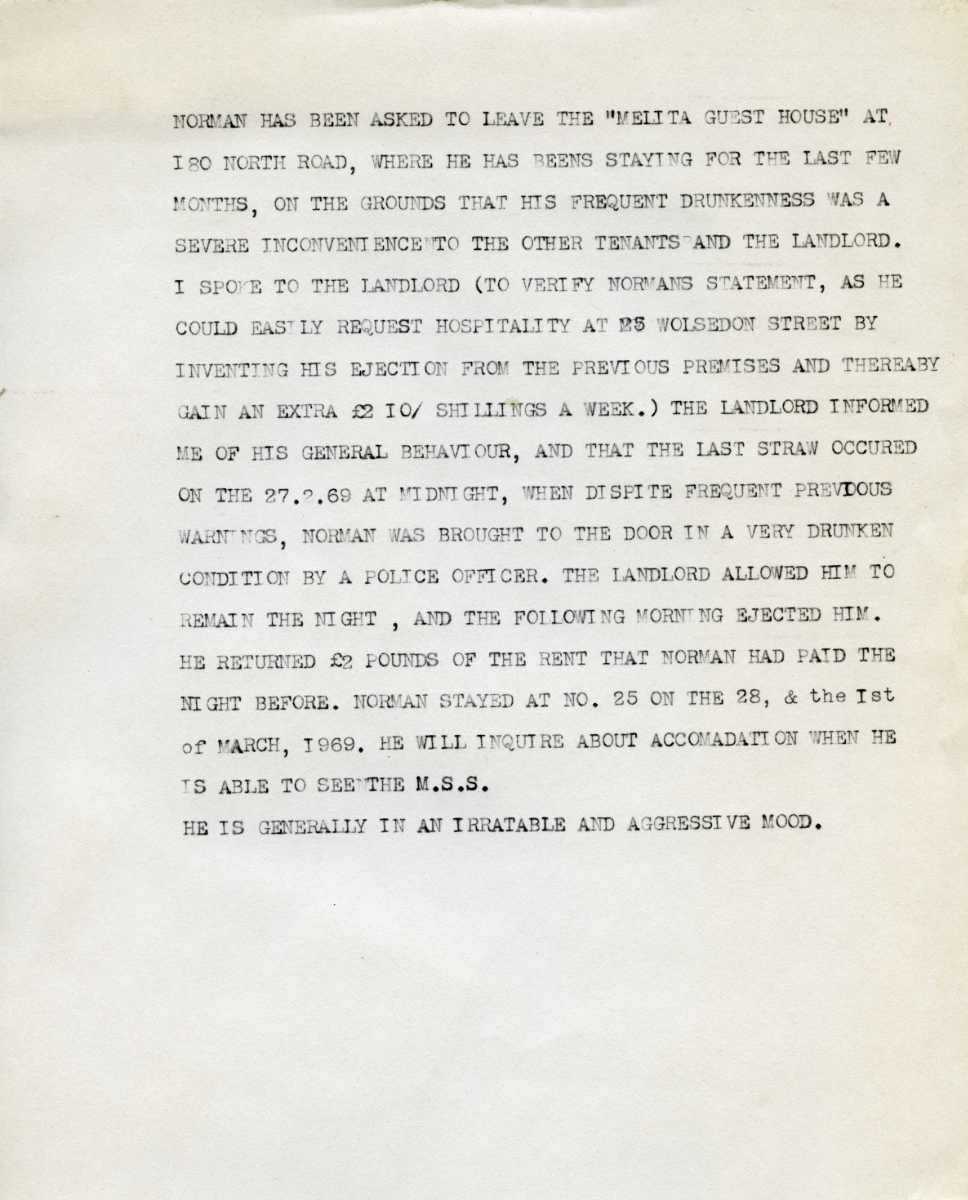 NORMAN HAS BEEN ASKED TO LEAVE THE "MELITA GUEST HOUSE" AT.
I80 NORTH ROAD, WHERE HE HAS BEENS STAYING FOR THE LAST FEW
MONTHS, ON THE GROUNDS THAT HIS FREQUENT DRUNKENNESS WAS A
SEVERE INCONVENIENCE TO THE OTHER TENANTS AND THE LANDLORD.
I SPOKE TO THE LANDLORD (TO VERIFY NORMANS STATEMENT, AS HE
COULD EASILY REQUEST HOSPITALITY AT 25 WOLSEDON STREET BY
INVENTING HIS EJECTION FROM THE PREVIOUS PREMISES AND THEREABY
GAIN AN EXTRA £2 IO/ SHILLINGS A WEEK.) THE LANDLORD INFORMED
ME OF HIS GENERAL BEHAVIOUR, AND THAT THE LAST STRAW OCCURED
ON THE 27.2.69 AT MIDNIGHT, WHEN DISPITE FREQUENT PREVIOUS
WARNINGS, NORMAN WAS BROUGHT TO THE DOOR IN A VERY DRUNKEN
CONDITION BY A POLICE OFFICER. THE LANDLORD ALLOWED HIM TO
REMAIN THE NIGHT , AND THE FOLLOWING MORNING EJECTED HIM.
HE RETURNED £2 POUNDS OF THE RENT THAT NORMAN HAD PAID THE
NIGHT BEFORE. NORMAN STAYED AT NO. 25 ON THE 28, & the Ist
of MARCH, I969. HE WILL INQUIRE ABOUT ACCOMADATION WHEN HE
IS ABLE TO SEE THE M.S.S.
HE IS GENERALLY IN AN IRRATABLE AND AGGRESSIVE MOOD.